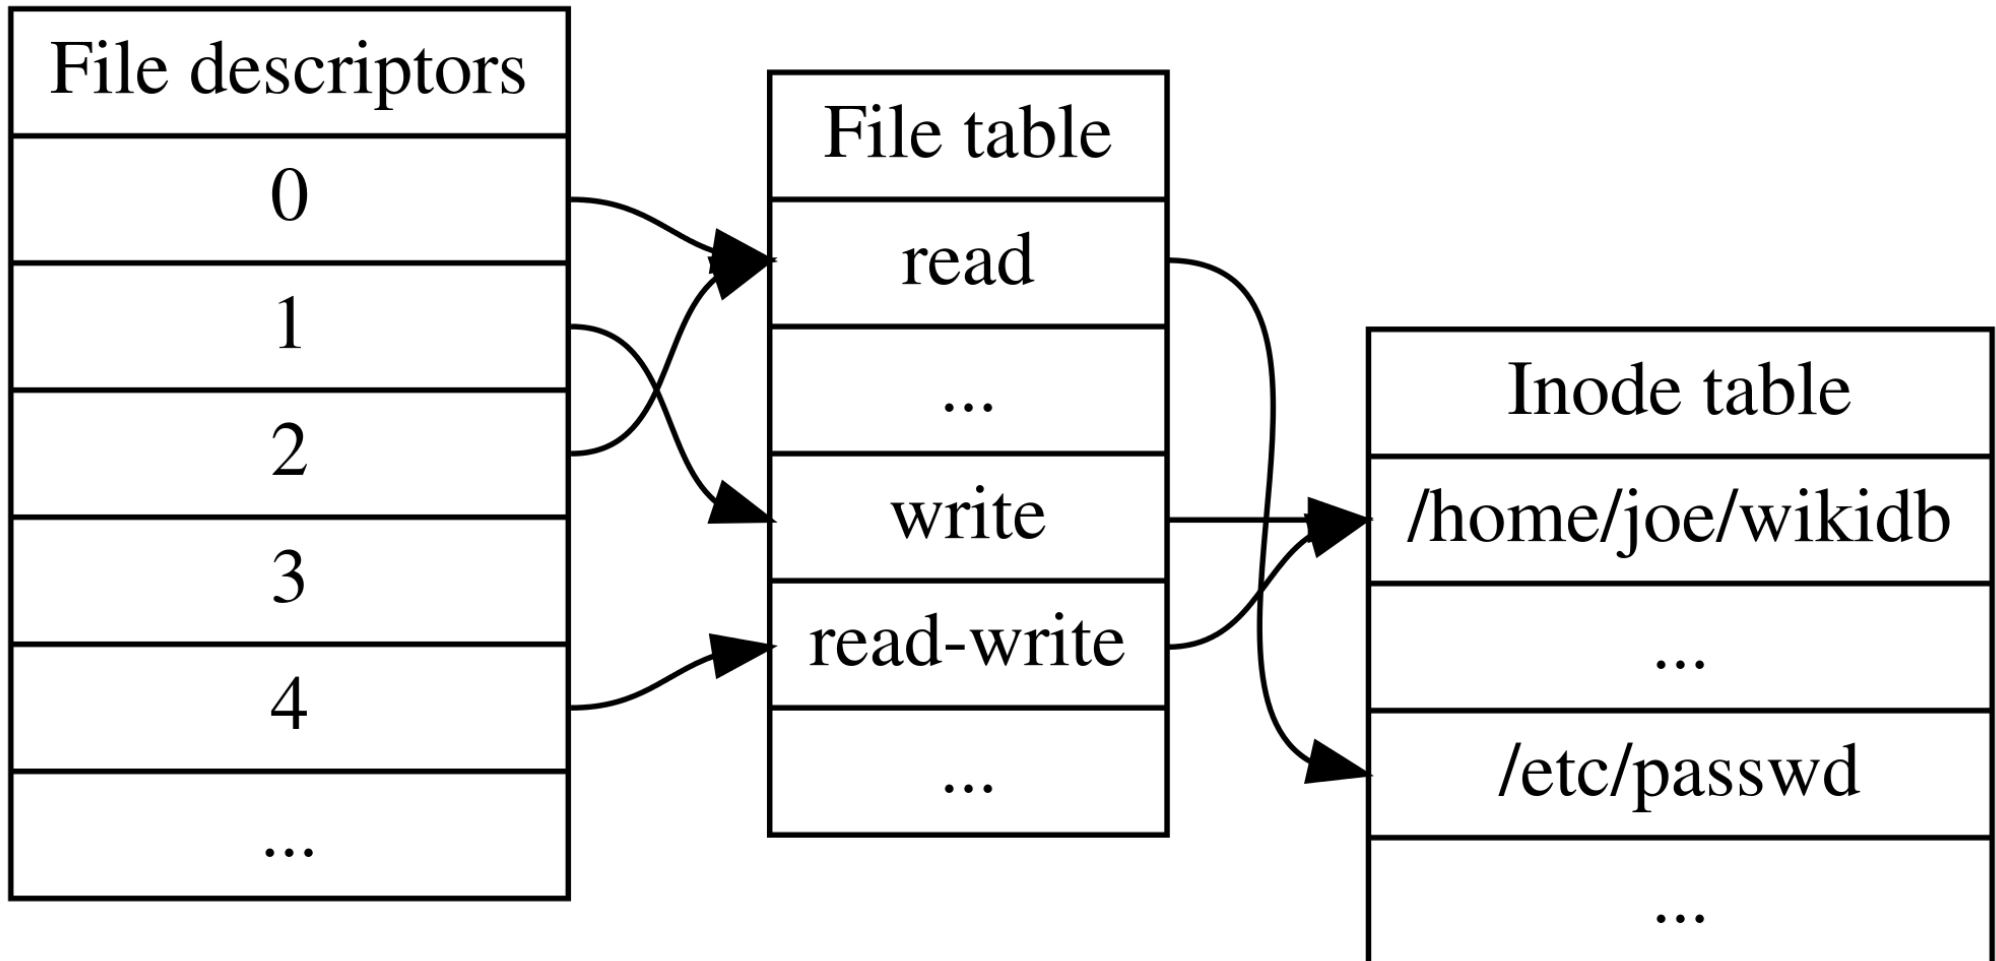 File descriptors
0
1
2
3
4
...
File table
read
...
write
read-write
...
Inode table
/home/joe/wikidb
...
/etc/passwd
...